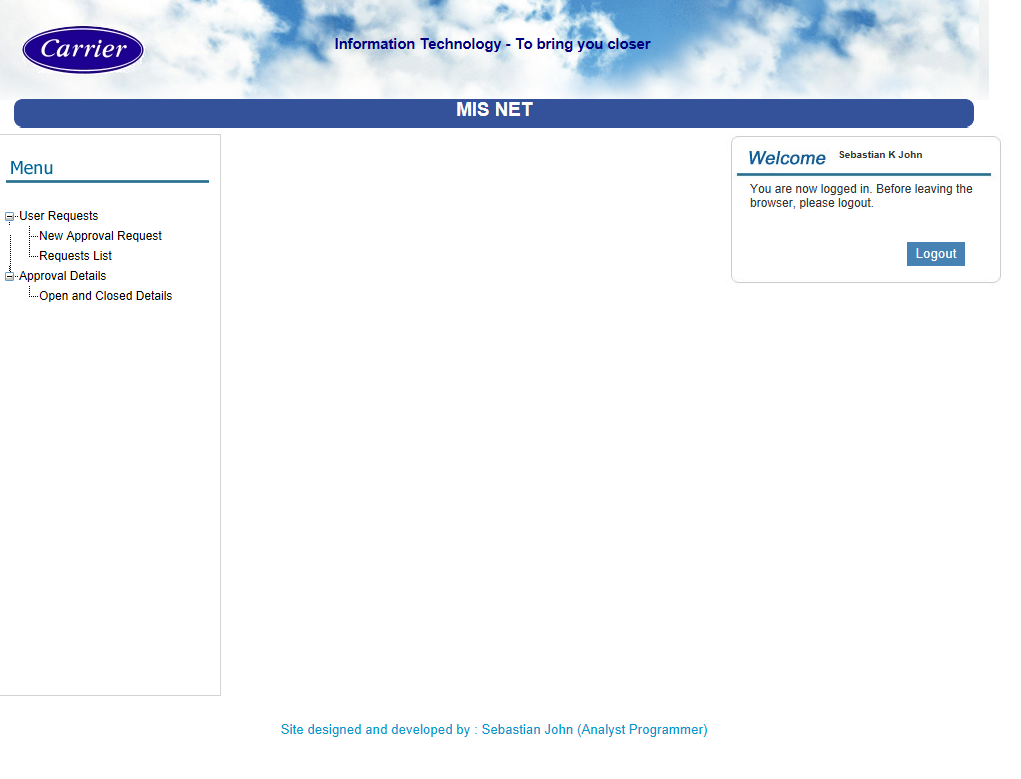 Carrier
Information Technology - To bring you closer
MIS NET
Menu
User Requests
New Approval Request
Requests List
Approval Details
Open and Closed Details
Welcome Sebastian K John
You are now logged in. Before leaving the
browser, please logout.
Logout
Site designed and developed by : Sebastian John (Analyst Programmer)